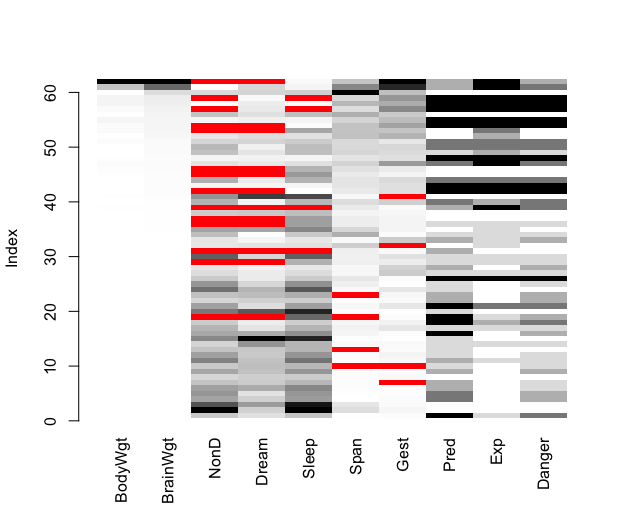 60
50
40
30
20
10
0
Index
BodyWgt
BrainWgt
NonD
Dream
Sleep
Span
Gest
Pred
Exp
Danger